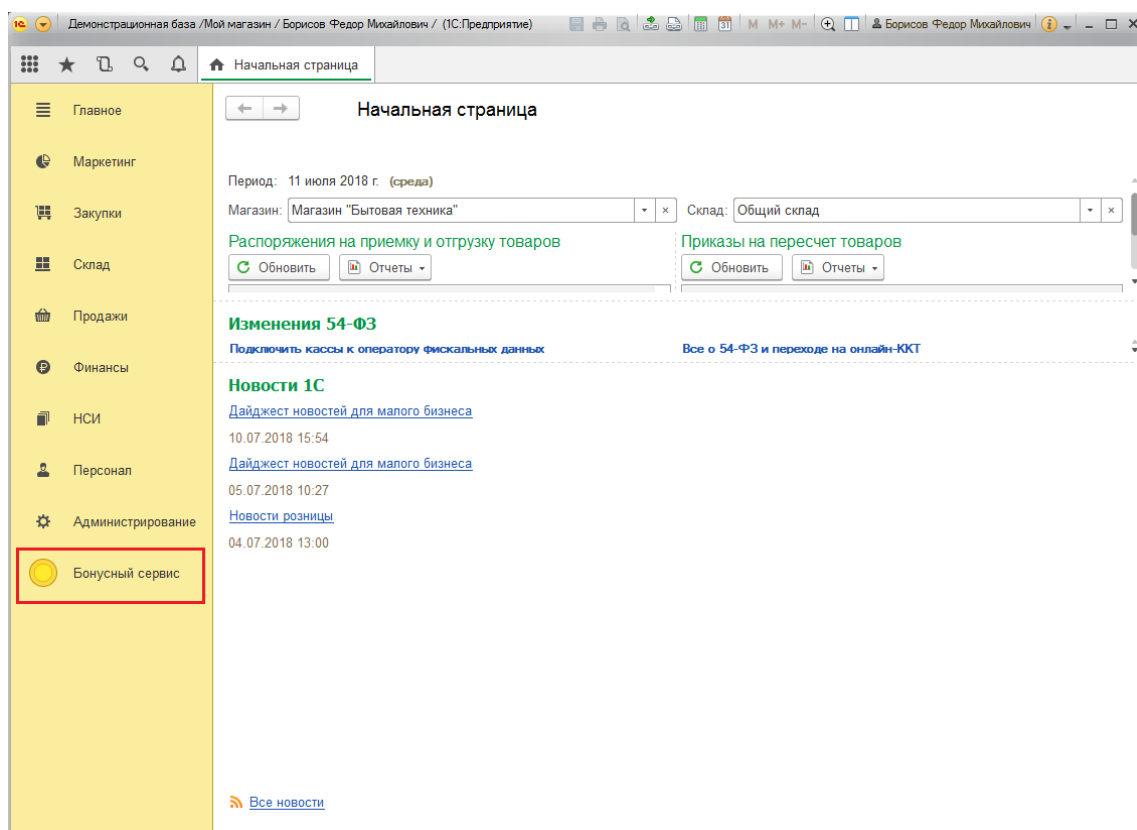 1С Демонстрационная база /Мой магазин / Борисов Федор Михайлович / (1С:Предприятие) 31 M M+ M- Борисов Федор Михайлович i
Начальная страница
Главное
Маркетинг
Закупки
Склад
Продажи
Финансы
НСИ
Персонал
Администрирование
Бонусный сервис
Начальная страница
Период: 11 июля 2018 г. (среда)
Магазин: Магазин "Бытовая техника" Склад: Общий склад
Распоряжения на приемку и отгрузку товаров Приказы на пересчет товаров
Обновить Отчеты Обновить Отчеты
Изменения 54-ФЗ
Подключить кассы к оператору фискальных данных Все о 54-ФЗ и переходе на онлайн-ККТ
Новости 1С
Дайджест новостей для малого бизнеса
10.07.2018 15:54
Дайджест новостей для малого бизнеса
05.07.2018 10:27
Новости розницы
04.07.2018 13:00
Все новости